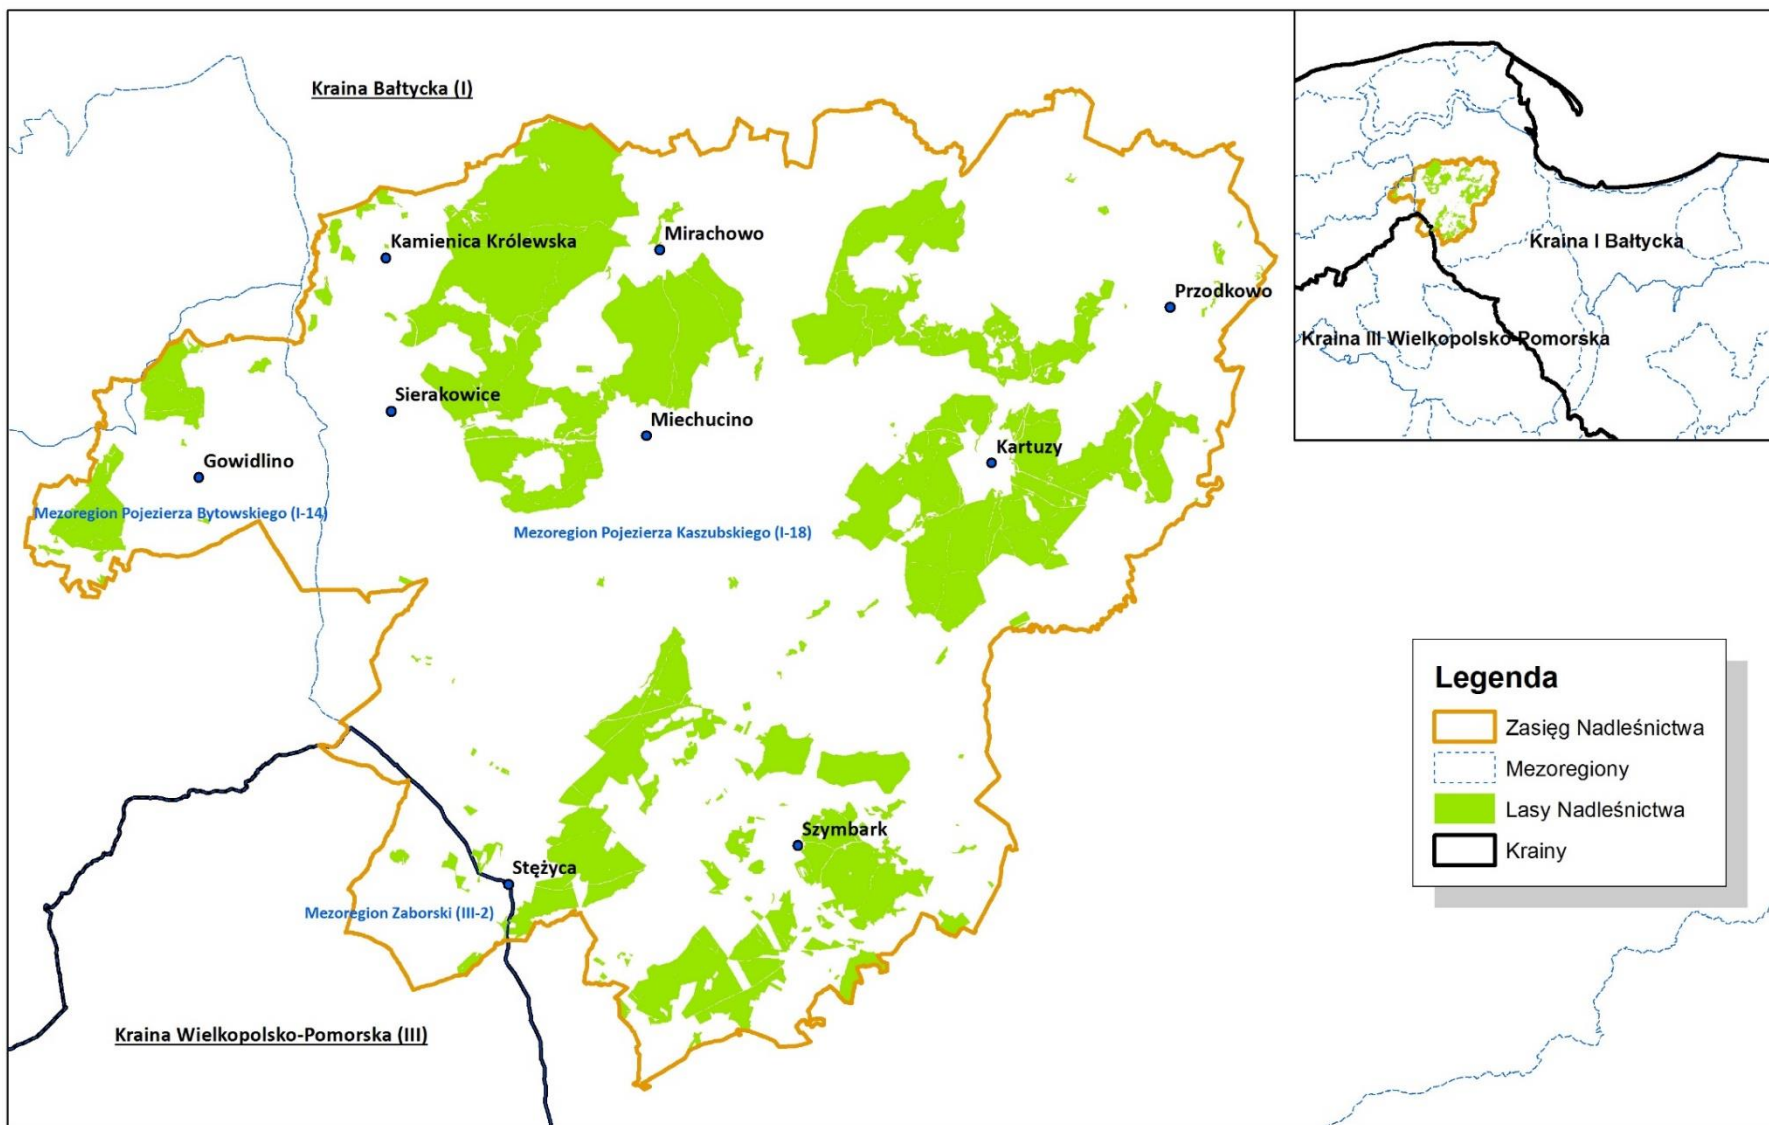 Kraina Bałtycka (I)
Kamienica Królewska
Mirachowo
Przodkowo
Sierakowice
Miechucino
Kartuzy
Gowidlino
Mezoregion Pojezierza Bytowskiego (I-14)
Mezoregion Pojezierza Kaszubskiego (I-18)
Szymbark
Stężyca
Mezoregion Zaborski (III-2)
Kraina Wielkopolsko-Pomorska (III)
Kraina I Bałtycka
Kraina III Wielkopolsko-Pomorska
Legenda
Zasięg Nadleśnictwa
Mezoregiony
Lasy Nadleśnictwa
Krainy